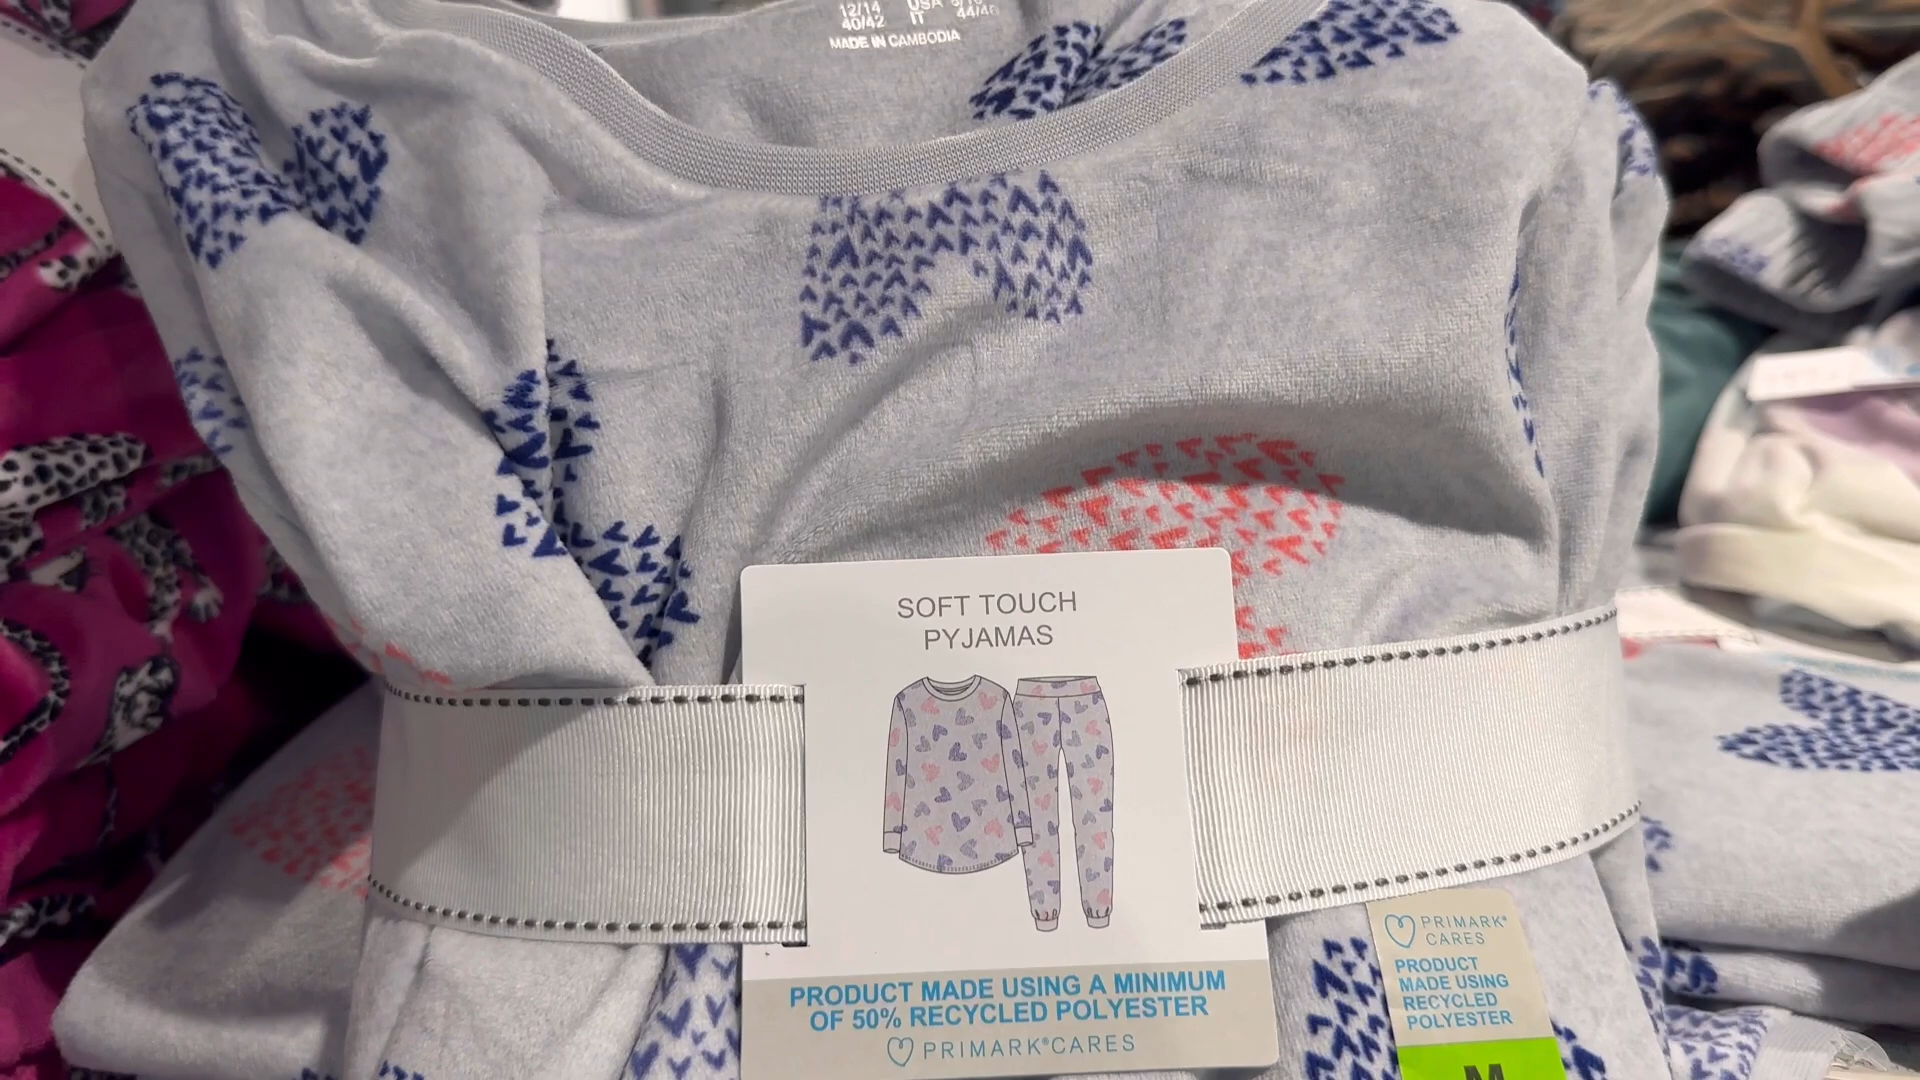 12/14 USA
40/42 IT 44/46
MADE IN CAMBODIA
SOFT TOUCH
PYJAMAS
PRODUCT MADE USING A MINIMUM
OF 50% RECYCLED POLYESTER
PRIMARK®CARES
PRIMARK®
CARES
PRODUCT
MADE USING
RECYCLED
POLYESTER
M